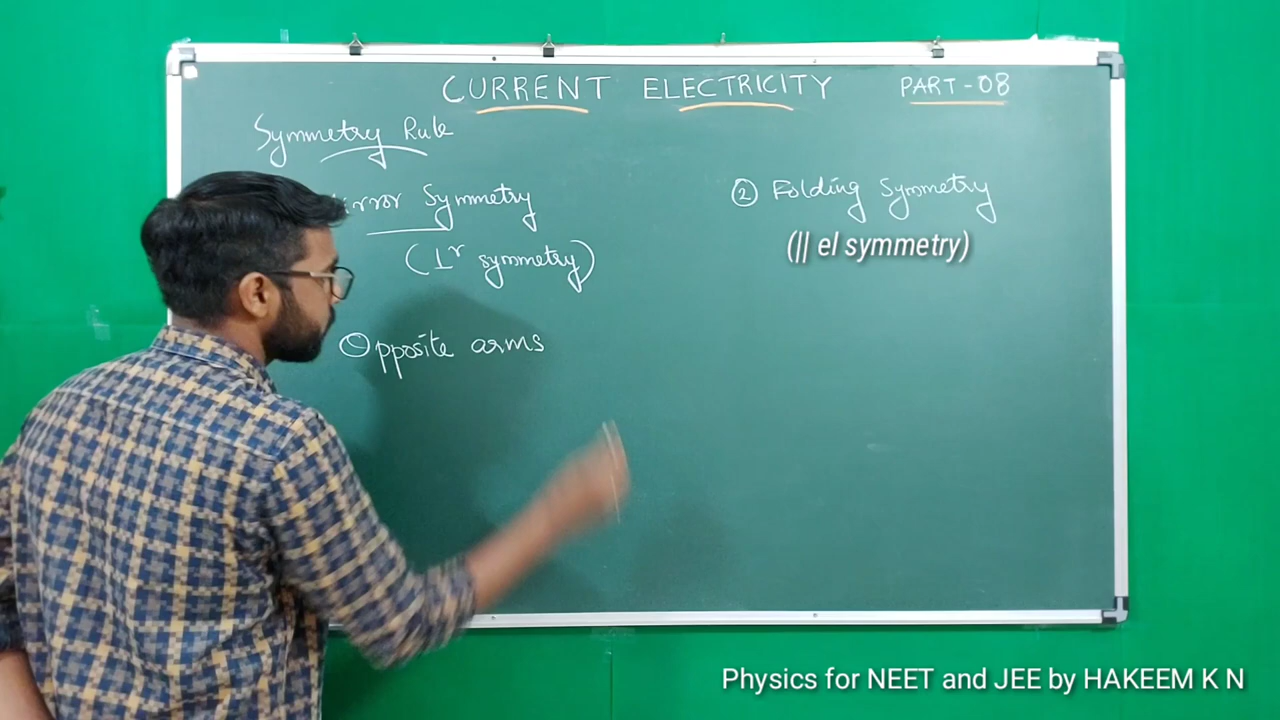 CURRENT ELECTRICITY PART-08
Symmetry Rule
irror Symmetry
(⊥r symmetry)
Opposite arms
② Folding Symmetry
(|| el symmetry)
Physics for NEET and JEE by HAKEEM K N